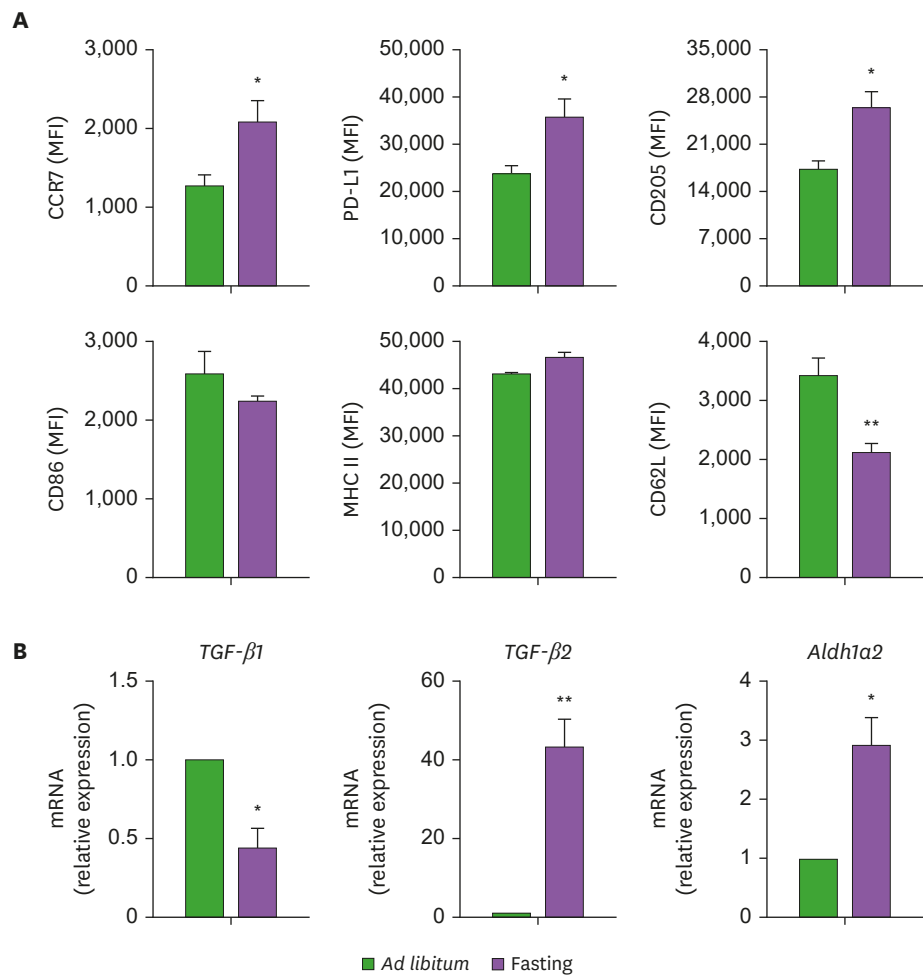 A
CCR7 (MFI)
3,000
2,000
1,000
0
*
PD-L1 (MFI)
50,000
40,000
30,000
20,000
10,000
0
*
CD205 (MFI)
35,000
28,000
21,000
14,000
7,000
0
*
CD86 (MFI)
3,000
2,000
1,000
0
MHC II (MFI)
50,000
40,000
30,000
20,000
10,000
0
CD62L (MFI)
4,000
3,000
2,000
1,000
0
**
B
TGF-β1
mRNA
(relative expression)
1.5
1.0
0.5
0
*
TGF-β2
mRNA
(relative expression)
60
40
20
0
**
Aldh1α2
mRNA
(relative expression)
4
3
2
1
0
*
Ad libitum
Fasting